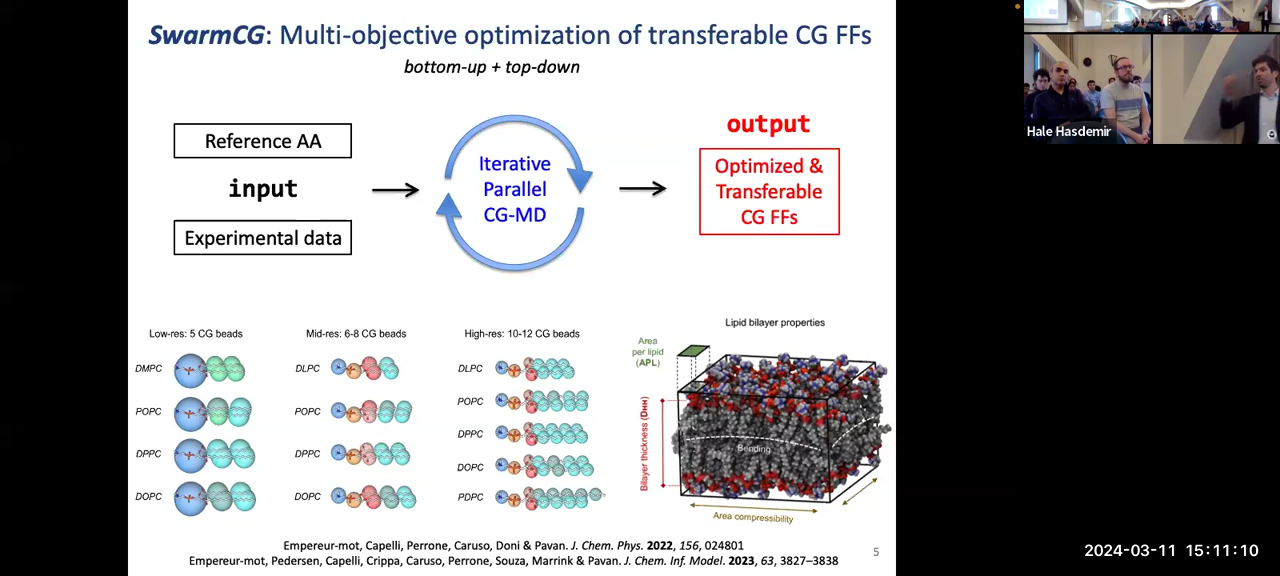 SwarmCG: Multi-objective optimization of transferable CG FFs
bottom-up + top-down
Reference AA
input
Experimental data
Iterative
Parallel
CG-MD
output
Optimized &
Transferable
CG FFs
Low-res: 5 CG beads
DMPC
POPC
DPPC
DOPC
Mid-res: 6-8 CG beads
DLPC
POPC
DPPC
DOPC
High-res: 10-12 CG beads
DLPC
POPC
DPPC
DOPC
PDPC
Lipid bilayer properties
Area
per lipid
(APL)
Bilayer thickness (DHH)
Bending
Area compressibility
Empereur-mot, Capelli, Perrone, Caruso, Doni & Pavan. J. Chem. Phys. 2022, 156, 024801
Empereur-mot, Pedersen, Capelli, Crippa, Caruso, Perrone, Souza, Marrink & Pavan. J. Chem. Inf. Model. 2023, 63, 3827–3838
5
Hale Hasdemir
2024-03-11 15:11:10